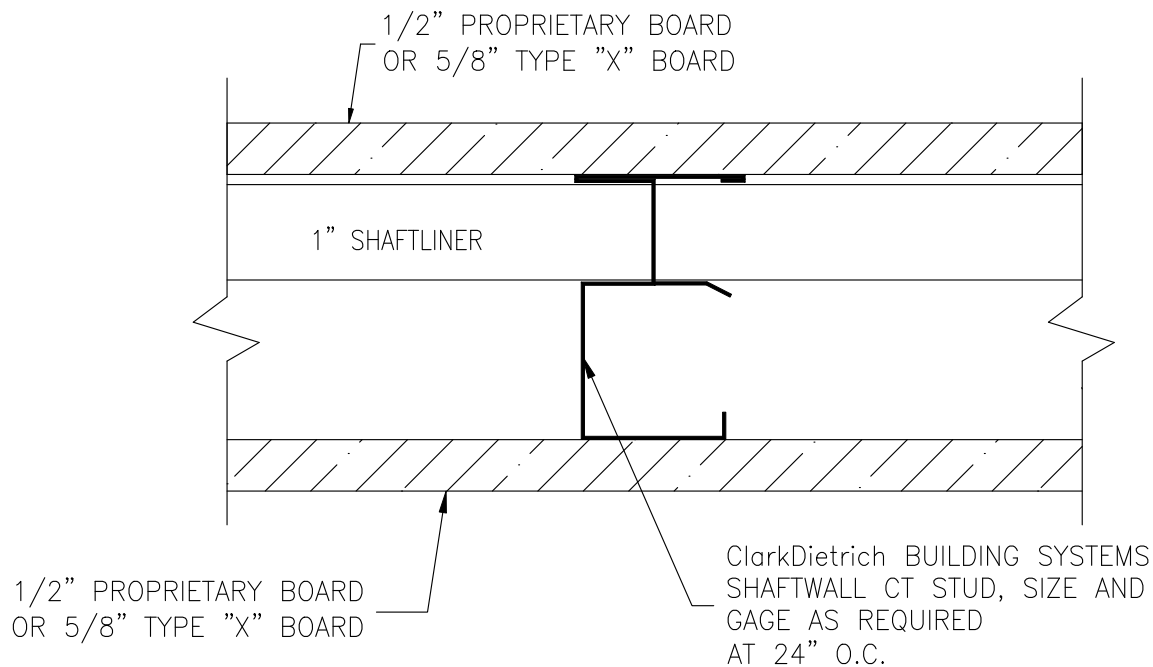 1/2” PROPRIETARY BOARD
OR 5/8” TYPE ”X” BOARD
1” SHAFTLINER
1/2” PROPRIETARY BOARD
OR 5/8” TYPE ”X” BOARD
ClarkDietrich BUILDING SYSTEMS
SHAFTWALL CT STUD, SIZE AND
GAGE AS REQUIRED
AT 24” O.C.